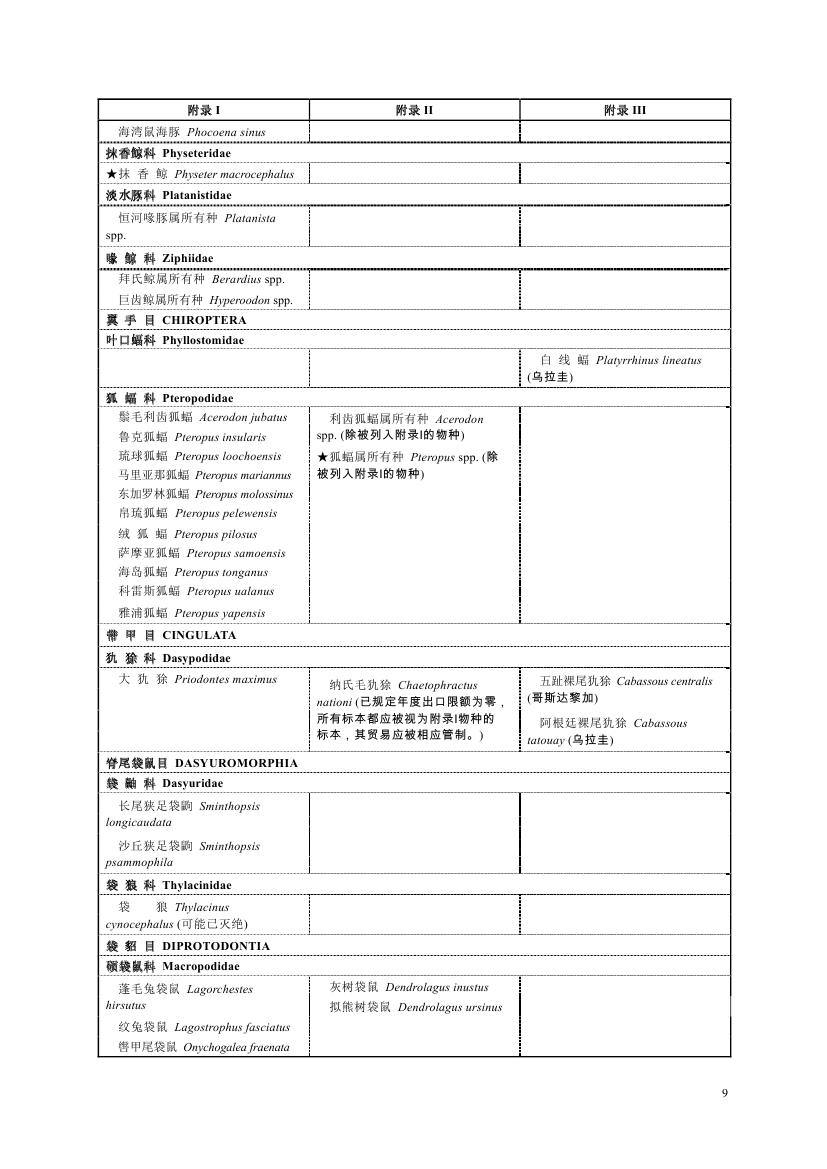 附录 I 附录 II 附录 III
海湾鼠海豚 Phocoena sinus
抹香鲸科 Physeteridae
★抹 香 鲸 Physeter macrocephalus
淡水豚科 Platanistidae
恒河喙豚属所有种 Platanista
spp.
喙 鲸 科 Ziphiidae
拜氏鲸属所有种 Berardius spp.
巨齿鲸属所有种 Hyperoodon spp.
翼 手 目 CHIROPTERA
叶口蝠科 Phyllostomidae
白 线 蝠 Platyrrhinus lineatus
(乌拉圭)
狐 蝠 科 Pteropodidae
鬃毛利齿狐蝠 Acerodon jubatus
鲁克狐蝠 Pteropus insularis
琉球狐蝠 Pteropus loochoensis
马里亚那狐蝠 Pteropus mariannus
东加罗林狐蝠 Pteropus molossinus
帛琉狐蝠 Pteropus pelewensis
绒 狐 蝠 Pteropus pilosus
萨摩亚狐蝠 Pteropus samoensis
海岛狐蝠 Pteropus tonganus
科雷斯狐蝠 Pteropus ualanus
雅浦狐蝠 Pteropus yapensis
利齿狐蝠属所有种 Acerodon
spp. (除被列入附录I的物种)
★狐蝠属所有种 Pteropus spp. (除
被列入附录I的物种)
带 甲 目 CINGULATA
犰 狳 科 Dasypodidae
大 犰 狳 Priodontes maximus
纳氏毛犰狳 Chaetophractus
nationi (已规定年度出口限额为零，
所有标本都应被视为附录I物种的
标本，其贸易应被相应管制。)
五趾裸尾犰狳 Cabassous centralis
(哥斯达黎加)
阿根廷裸尾犰狳 Cabassous
tatouay (乌拉圭)
脊尾袋鼠目 DASYUROMORPHIA
袋 鼬 科 Dasyuridae
长尾狭足袋鼩 Sminthopsis
longicaudata
沙丘狭足袋鼩 Sminthopsis
psammophila
袋 狼 科 Thylacinidae
袋 狼 Thylacinus
cynocephalus (可能已灭绝)
袋 貂 目 DIPROTODONTIA
硕袋鼠科 Macropodidae
蓬毛兔袋鼠 Lagorchestes
hirsutus
纹兔袋鼠 Lagostrophus fasciatus
辔甲尾袋鼠 Onychogalea fraenata
灰树袋鼠 Dendrolagus inustus
拟熊树袋鼠 Dendrolagus ursinus
9